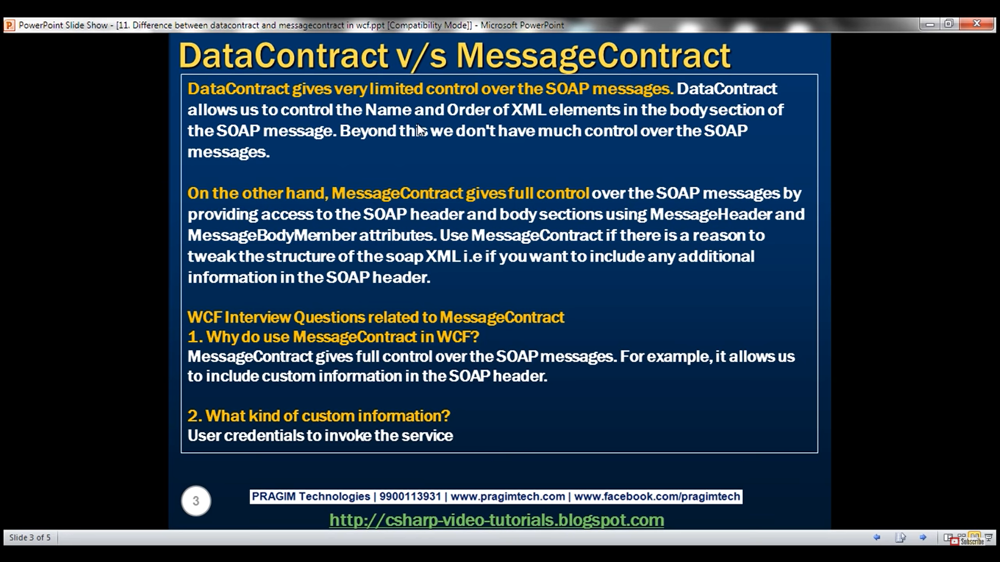 PowerPoint Slide Show - [11. Difference between datacontract and messagecontract in wcf.ppt [Compatibility Mode]] - Microsoft PowerPoint
DataContract v/s MessageContract
DataContract gives very limited control over the SOAP messages. DataContract
allows us to control the Name and Order of XML elements in the body section of
the SOAP message. Beyond this we don't have much control over the SOAP
messages.
On the other hand, MessageContract gives full control over the SOAP messages by
providing access to the SOAP header and body sections using MessageHeader and
MessageBodyMember attributes. Use MessageContract if there is a reason to
tweak the structure of the soap XML i.e if you want to include any additional
information in the SOAP header.
WCF Interview Questions related to MessageContract
1. Why do use MessageContract in WCF?
MessageContract gives full control over the SOAP messages. For example, it allows us
to include custom information in the SOAP header.
2. What kind of custom information?
User credentials to invoke the service
3
PRAGIM Technologies | 9900113931 | www.pragimtech.com | www.facebook.com/pragimtech
http://csharp-video-tutorials.blogspot.com
Slide 3 of 5
Subscribe